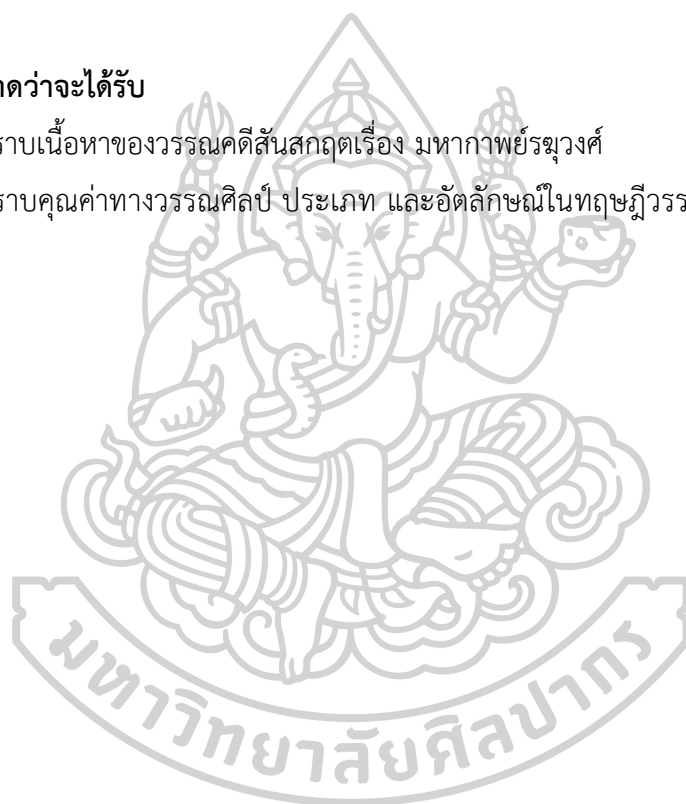 าดว่าจะได้รับ
ราบเนื้อหาของวรรณคดีสันสกฤตเรื่อง มหากาพย์รฆุวงศ์
ราบคุณค่าทางวรรณศิลป์ ประเภท และอัตลักษณ์ในทฤษฎีวรร
มหาวิทยาลัยศิลปากร